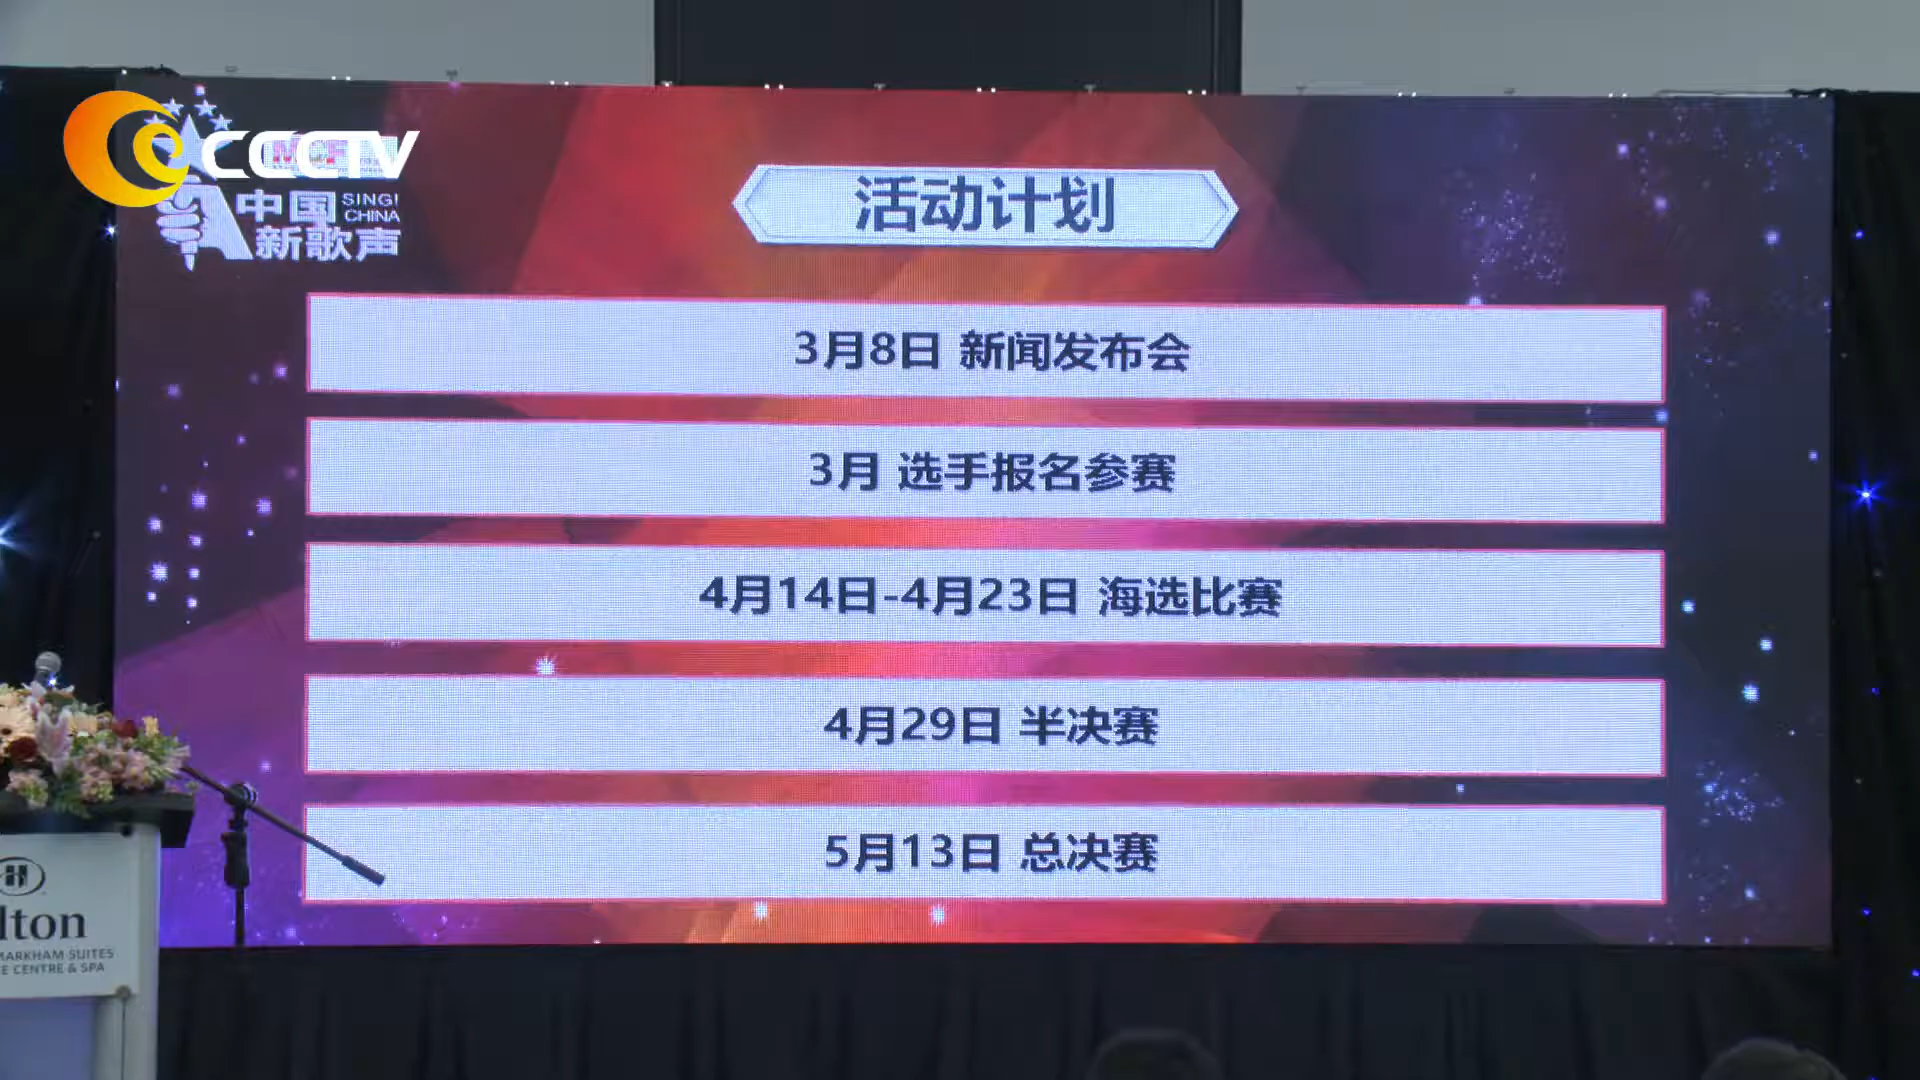 CCCTV
中国
SING!
CHINA
新歌声
活动计划
3月8日 新闻发布会
3月 选手报名参赛
4月14日-4月23日 海选比赛
4月29日 半决赛
5月13日 总决赛
lton
MARKHAM SUITES
E CENTRE & SPA